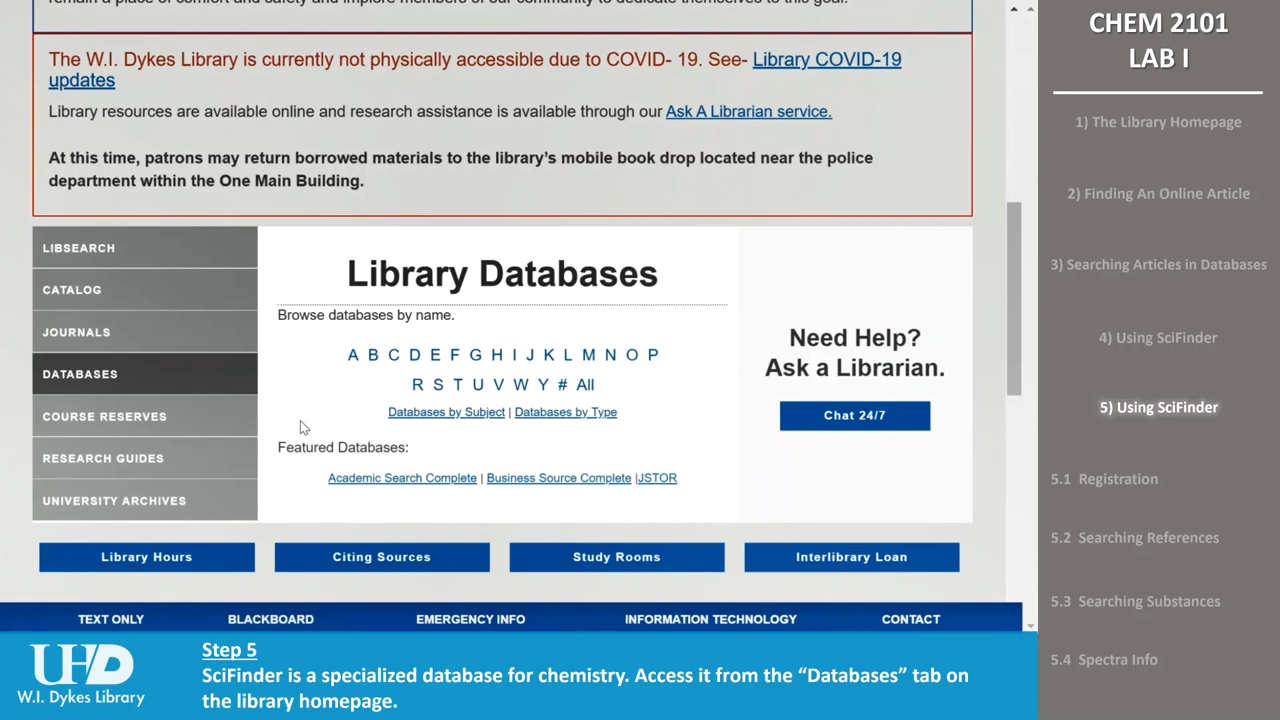 The W.I. Dykes Library is currently not physically accessible due to COVID- 19. See- Library COVID-19
updates
Library resources are available online and research assistance is available through our Ask A Librarian service.
At this time, patrons may return borrowed materials to the library's mobile book drop located near the police
department within the One Main Building.
LIBSEARCH
CATALOG
JOURNALS
DATABASES
COURSE RESERVES
RESEARCH GUIDES
UNIVERSITY ARCHIVES
Library Databases
Browse databases by name.
A B C D E F G H I J K L M N O P
R S T U V W Y # All
Databases by Subject | Databases by Type
Featured Databases:
Academic Search Complete | Business Source Complete |JSTOR
Need Help?
Ask a Librarian.
Chat 24/7
Library Hours
Citing Sources
Study Rooms
Interlibrary Loan
TEXT ONLY
BLACKBOARD
EMERGENCY INFO
INFORMATION TECHNOLOGY
CONTACT
UHD
W.I. Dykes Library
Step 5
SciFinder is a specialized database for chemistry. Access it from the “Databases” tab on
the library homepage.
CHEM 2101
LAB I
1) The Library Homepage
2) Finding An Online Article
3) Searching Articles in Databases
4) Using SciFinder
5) Using SciFinder
5.1 Registration
5.2 Searching References
5.3 Searching Substances
5.4 Spectra Info